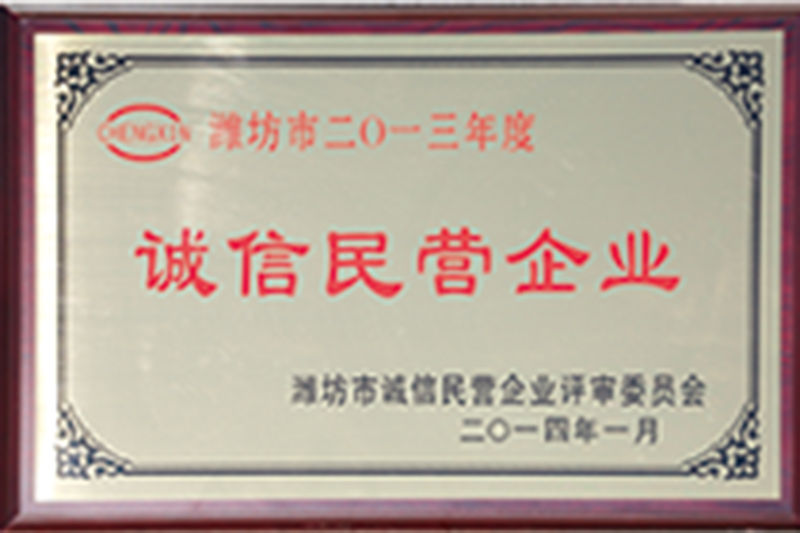 CHENGXIN 潍坊市二〇一三年度
诚信民营企业
潍坊市诚信民营企业评审委员会
二〇一四年一月